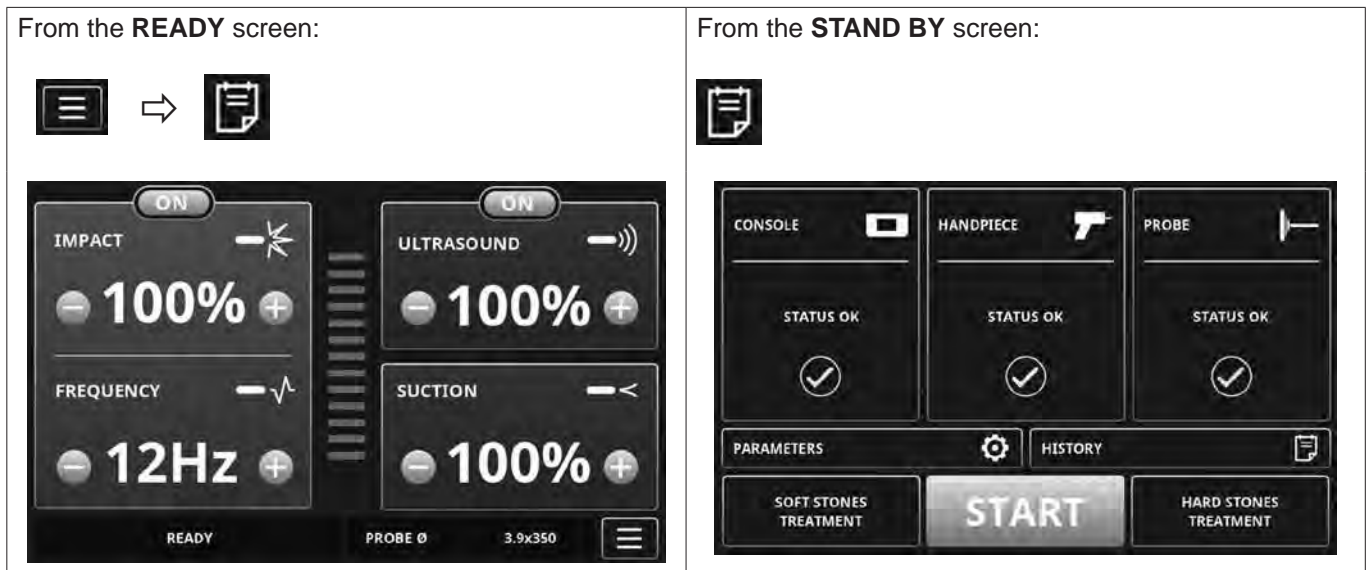 From the READY screen:
ON
IMPACT
100%
FREQUENCY
12Hz
ON
ULTRASOUND
100%
SUCTION
100%
READY
PROBE Ø
3.9x350
From the STAND BY screen:
CONSOLE
STATUS OK
HANDPIECE
STATUS OK
PROBE
STATUS OK
PARAMETERS
HISTORY
SOFT STONES
TREATMENT
START
HARD STONES
TREATMENT